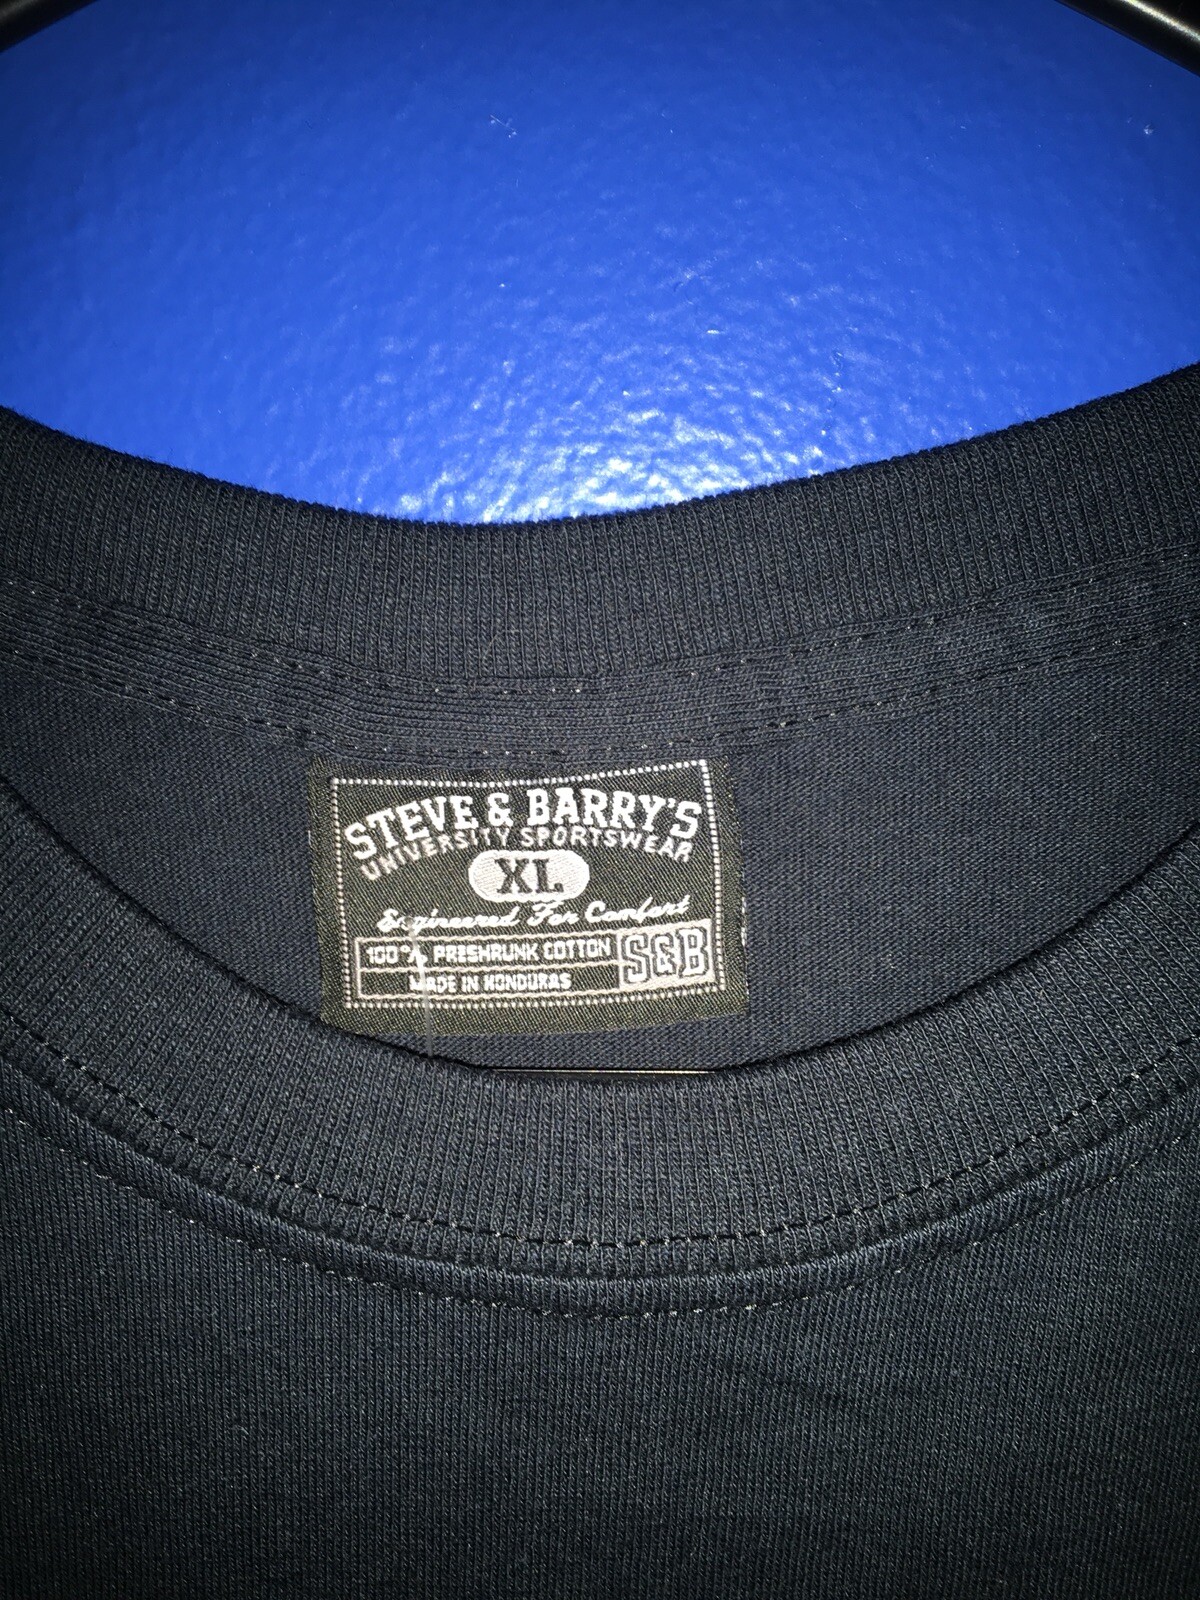 STEVE & BARRY'S
UNIVERSITY SPORTSWEAR
XL
Engineered For Comfort
100% PRESHRUNK COTTON
MADE IN HONDURAS
S&B